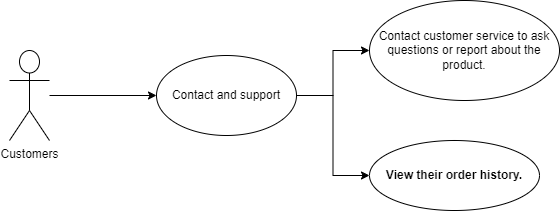 Contact customer service to ask
questions or report about the
product.
Contact and support
Customers
View their order history.